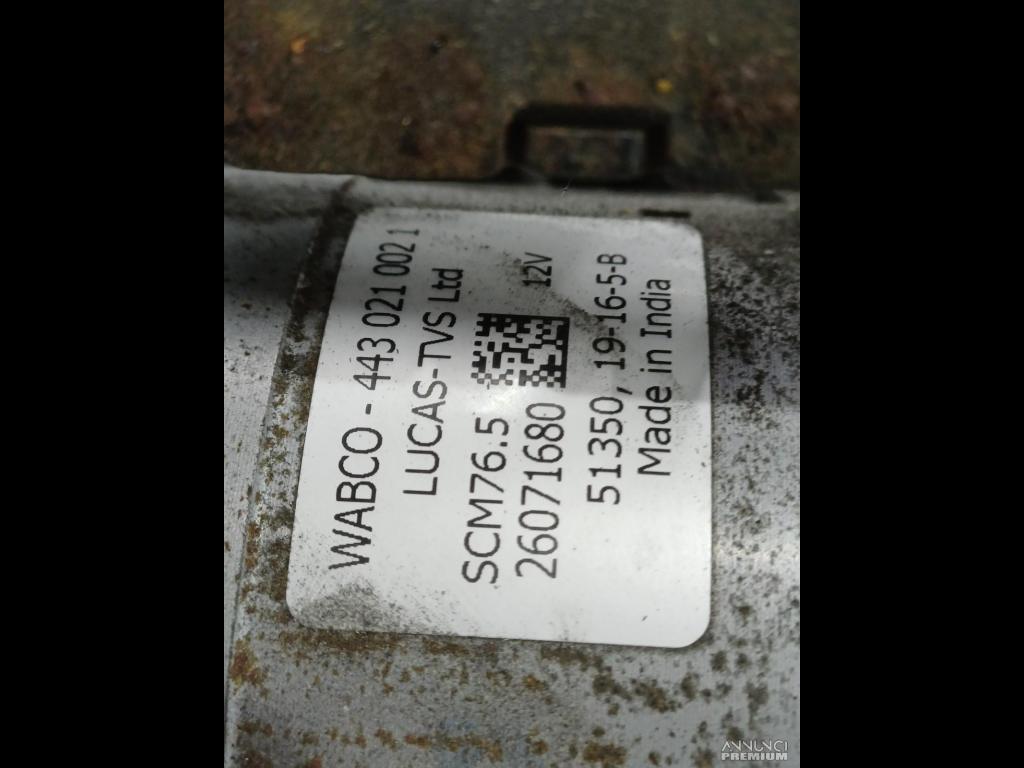 WABCO - 443 021 002 1
LUCAS-TVS Ltd
SCM76.5 12V
26071680
51350, 19-16-5-B
Made in India
ANNUNCI
PREMIUM